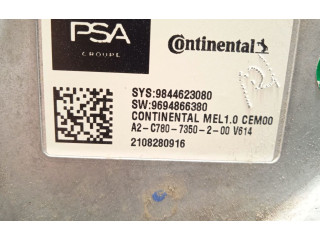 PSA
GROUPE
Continental
SYS:9844623080
SW:9694866380
CONTINENTAL MEL1.0 CEM00
A2-C780-7350-2-00 V614
2108280916